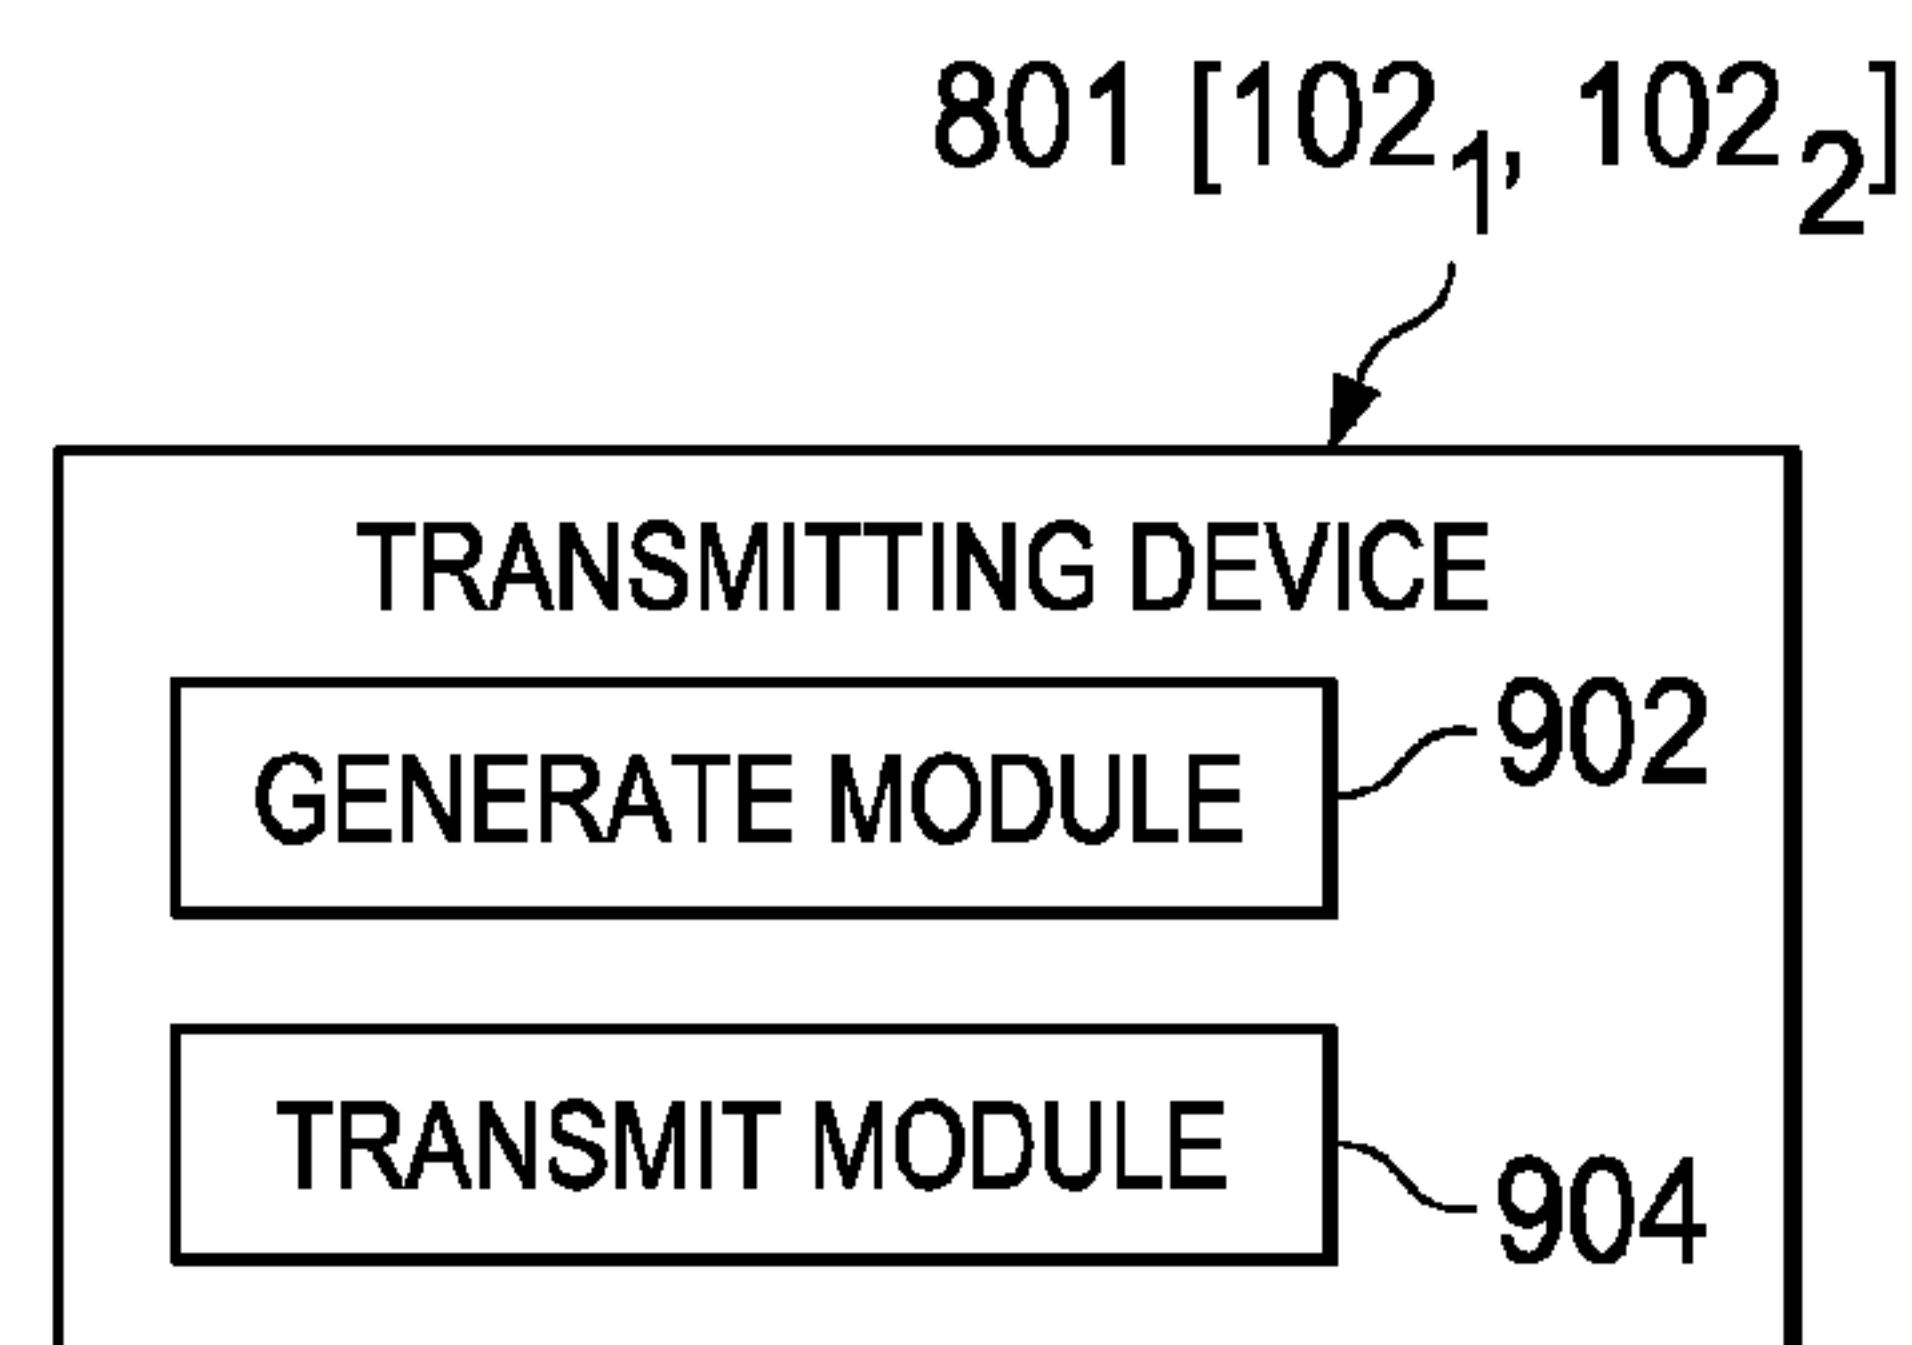 801 [102₁, 102₂]
TRANSMITTING DEVICE
GENERATE MODULE
902
TRANSMIT MODULE
904